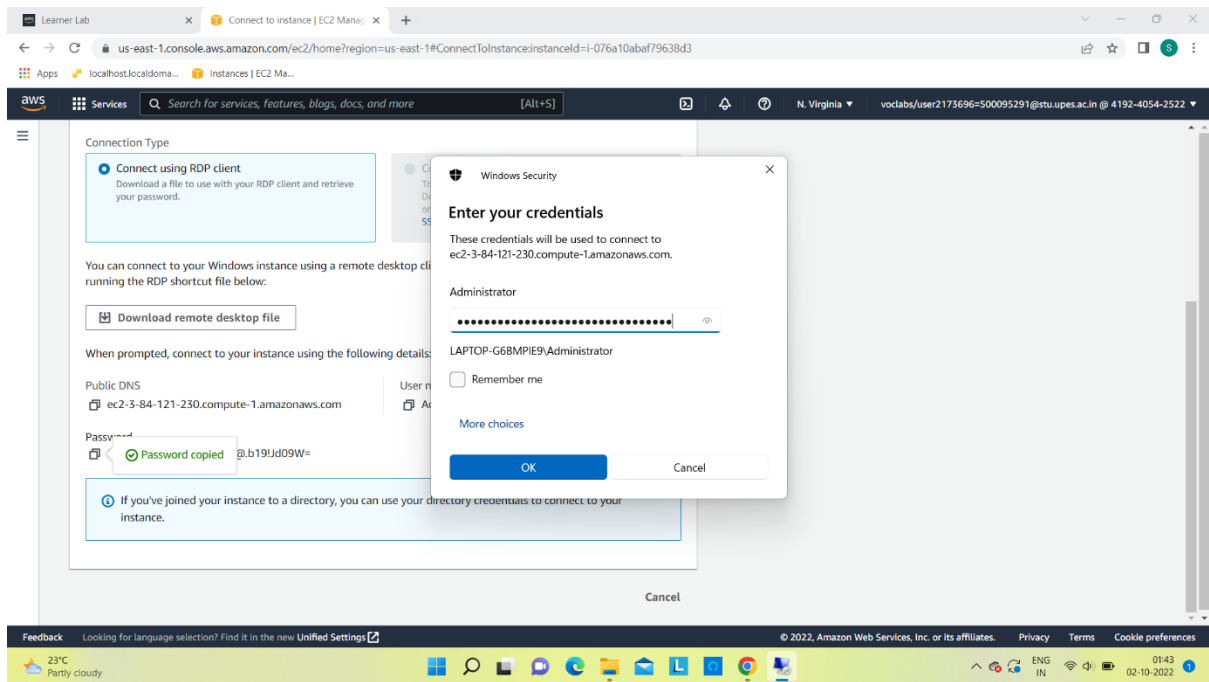 Learner Lab
Connect to instance | EC2 Manag
us-east-1.console.aws.amazon.com/ec2/home?region=us-east-1#ConnectToInstance:instanceId=i-076a10abaf79638d3
S
Apps localhost.localdoma... Instances | EC2 Ma...
aws Services Search for services, features, blogs, docs, and more [Alt+S] N. Virginia ▼ voclabs/user2173696=500095291@stu.upes.ac.in @ 4192-4054-2522 ▼
Connection Type
Connect using RDP client
Download a file to use with your RDP client and retrieve
your password.
You can connect to your Windows instance using a remote desktop cli
running the RDP shortcut file below:
Download remote desktop file
When prompted, connect to your instance using the following details:
Public DNS
ec2-3-84-121-230.compute-1.amazonaws.com
User n
Password
Password copied
.b19!Jd09W=
If you've joined your instance to a directory, you can use your directory credentials to connect to your
instance.
Cancel
Windows Security
Enter your credentials
These credentials will be used to connect to
ec2-3-84-121-230.compute-1.amazonaws.com.
Administrator
LAPTOP-G6BMPIE9\Administrator
Remember me
More choices
OK
Cancel
Feedback Looking for language selection? Find it in the new Unified Settings © 2022, Amazon Web Services, Inc. or its affiliates. Privacy Terms Cookie preferences
23°C
Partly cloudy
L
ENG
IN
01:43
02-10-2022
1